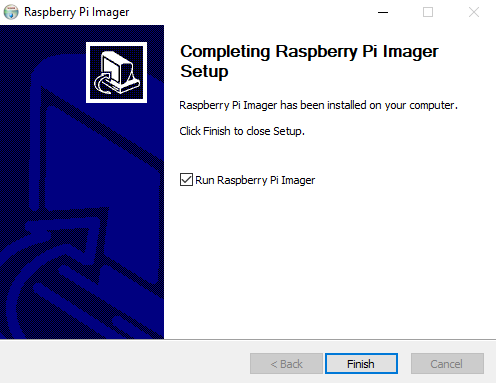 Raspberry Pi Imager
Completing Raspberry Pi Imager
Setup
Raspberry Pi Imager has been installed on your computer.
Click Finish to close Setup.
Run Raspberry Pi Imager
< Back
Finish
Cancel